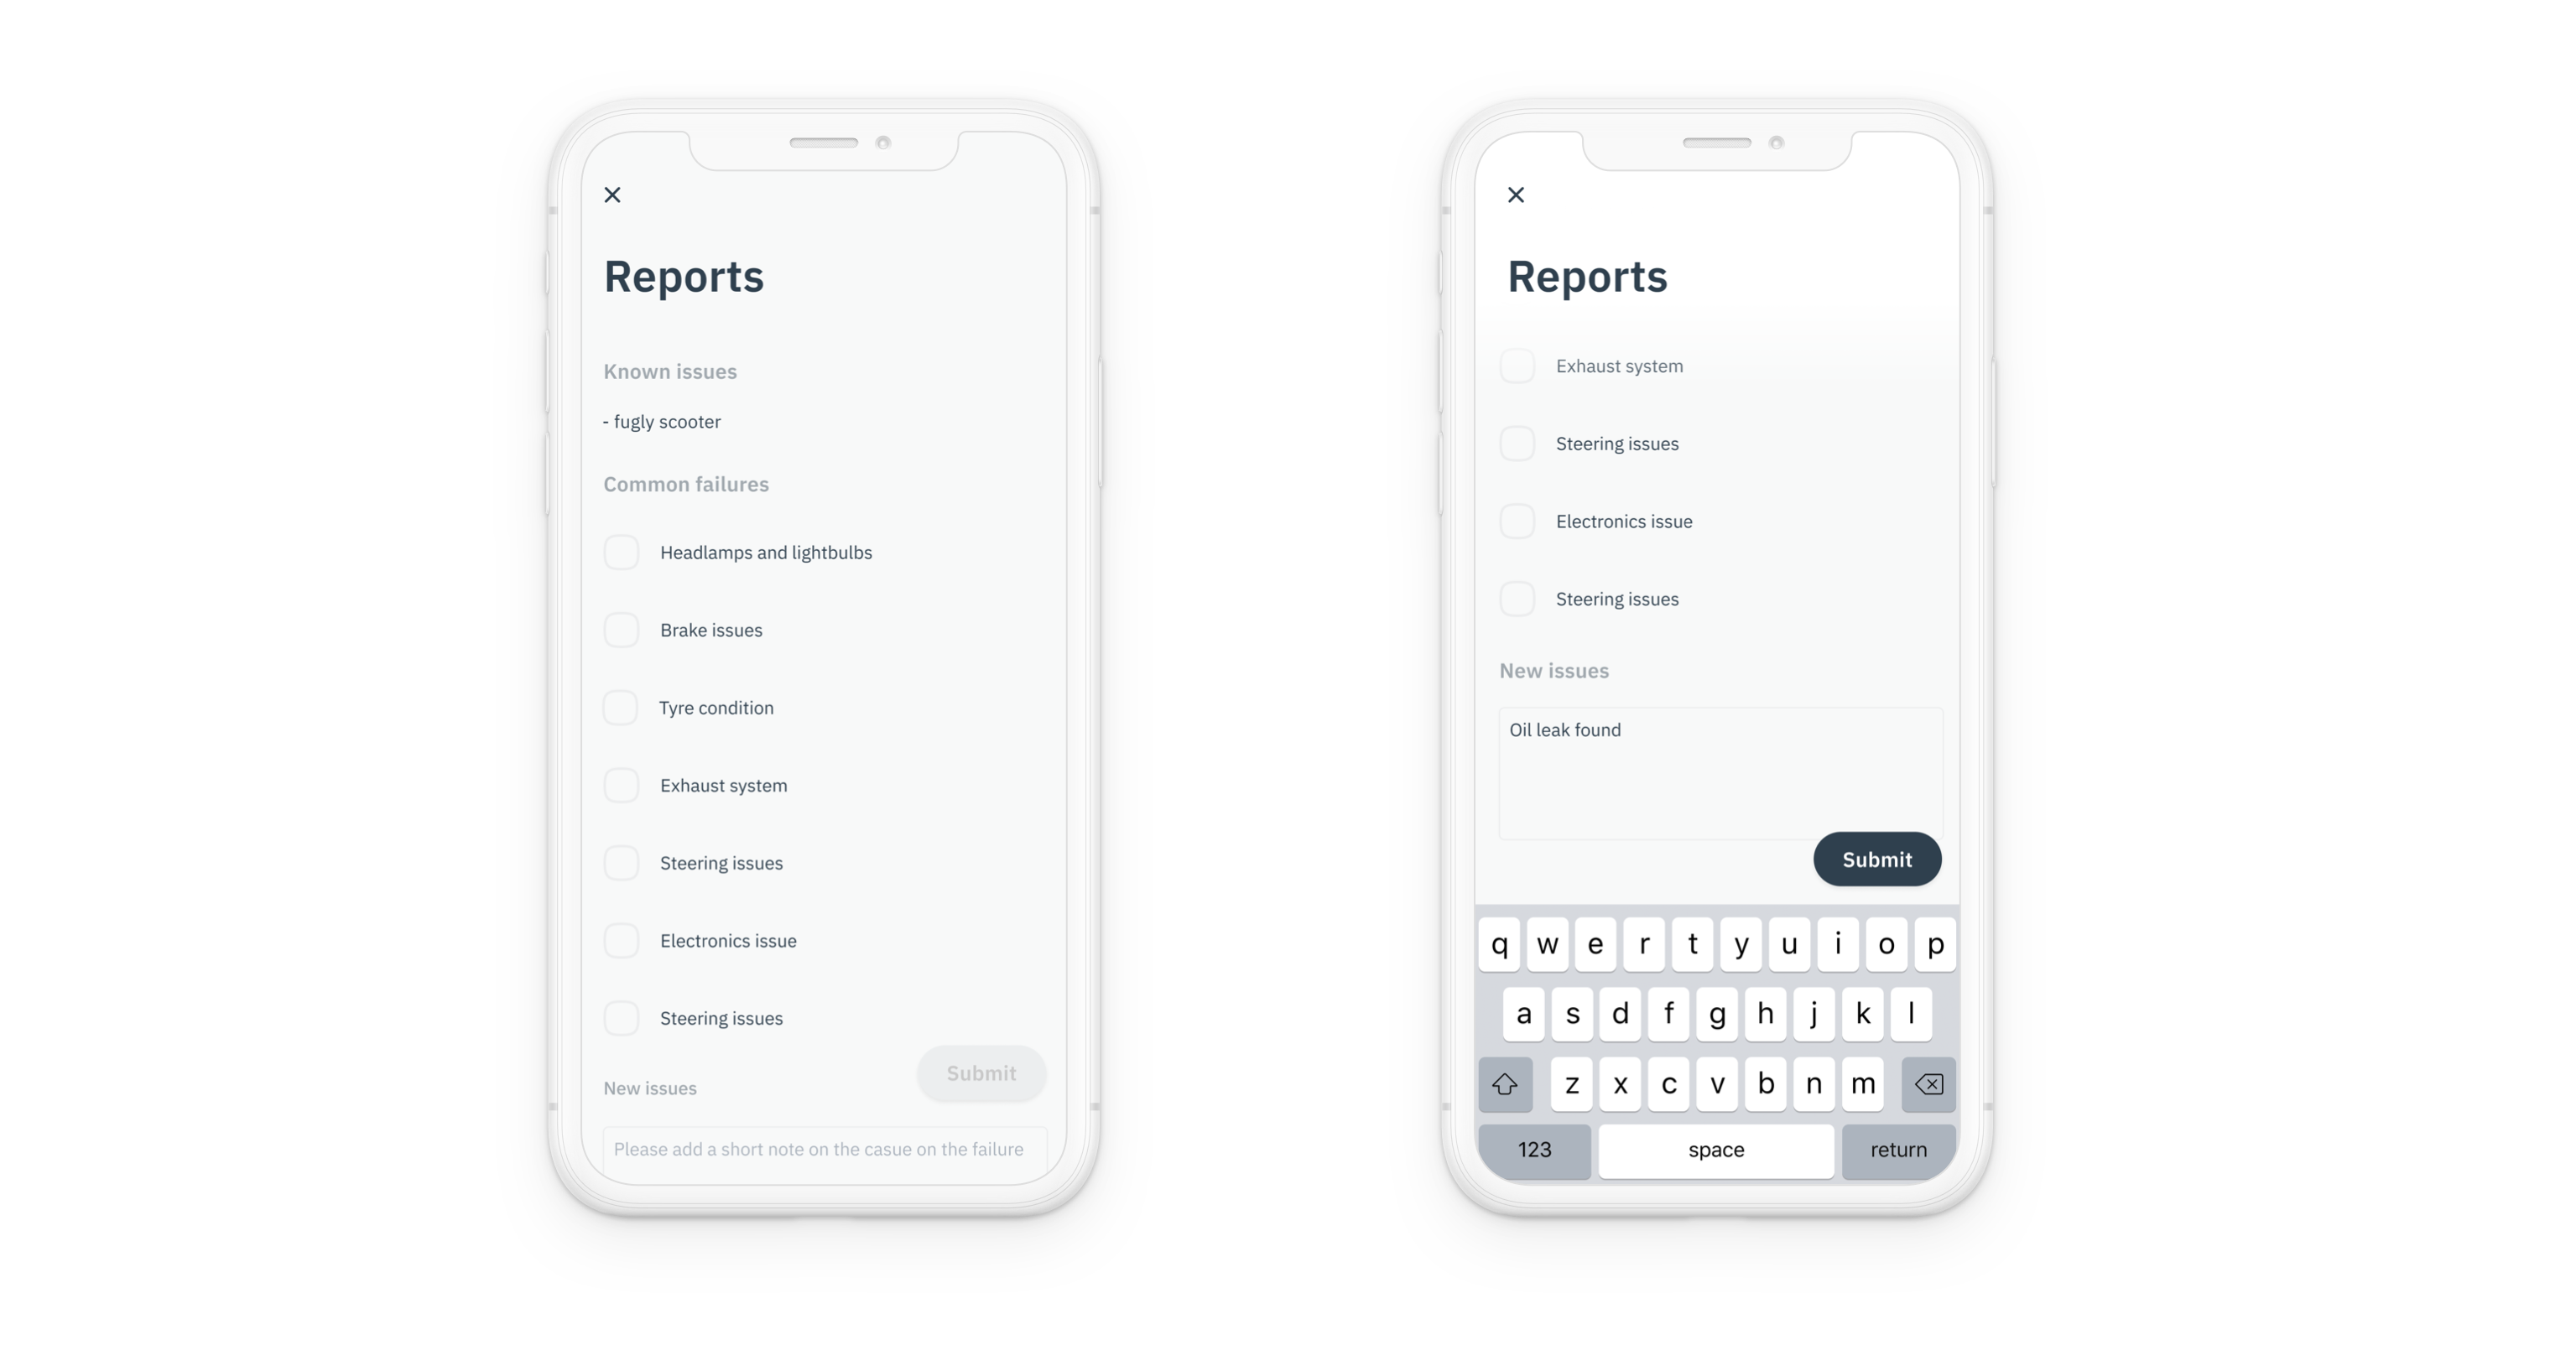 Reports
Known issues
- fugly scooter
Common failures
Headlamps and lightbulbs
Brake issues
Tyre condition
Exhaust system
Steering issues
Electronics issue
Steering issues
Submit
New issues
Please add a short note on the casue on the failure
Reports
Exhaust system
Steering issues
Electronics issue
Steering issues
New issues
Oil leak found
Submit
q w e r t y u i o p
a s d f g h j k l
z x c v b n m
123 space return